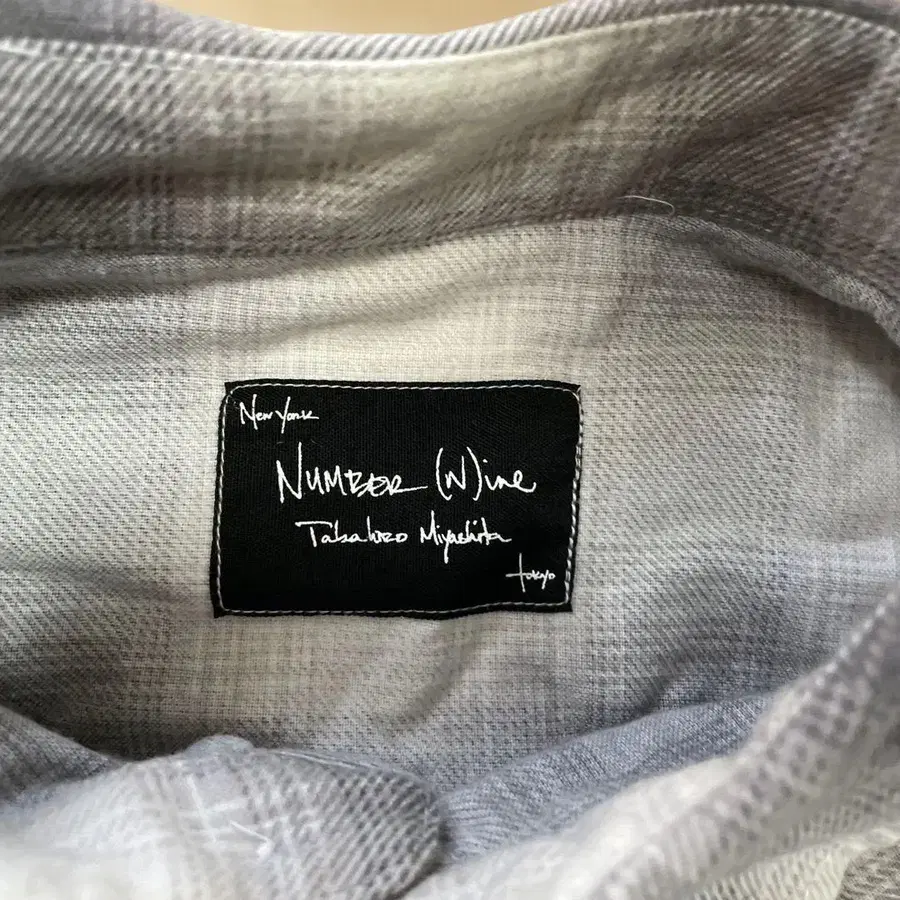 New York
NUMBER (N)ine
Takahiro Miyashita
tokyo